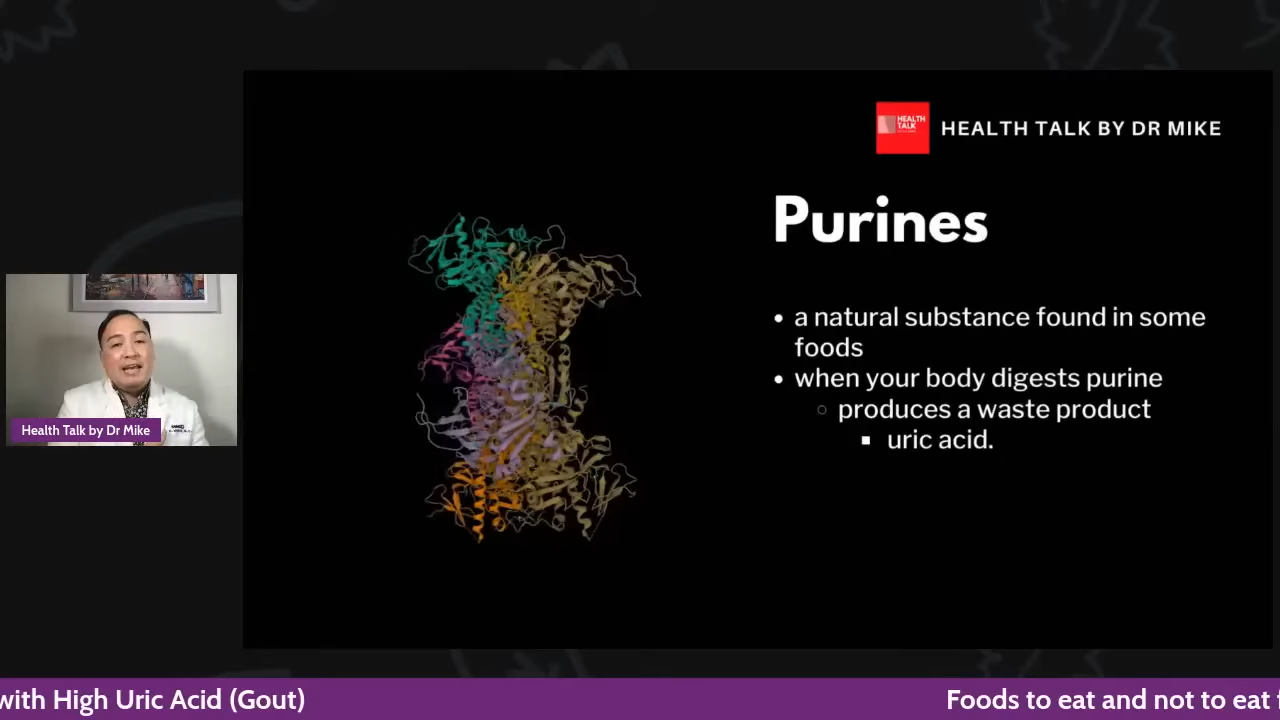 HEALTH
TALK
HEALTH TALK BY DR MIKE
Purines
• a natural substance found in some
foods
• when your body digests purine
○ produces a waste product
▪ uric acid.
Health Talk by Dr Mike
with High Uric Acid (Gout)
Foods to eat and not to eat